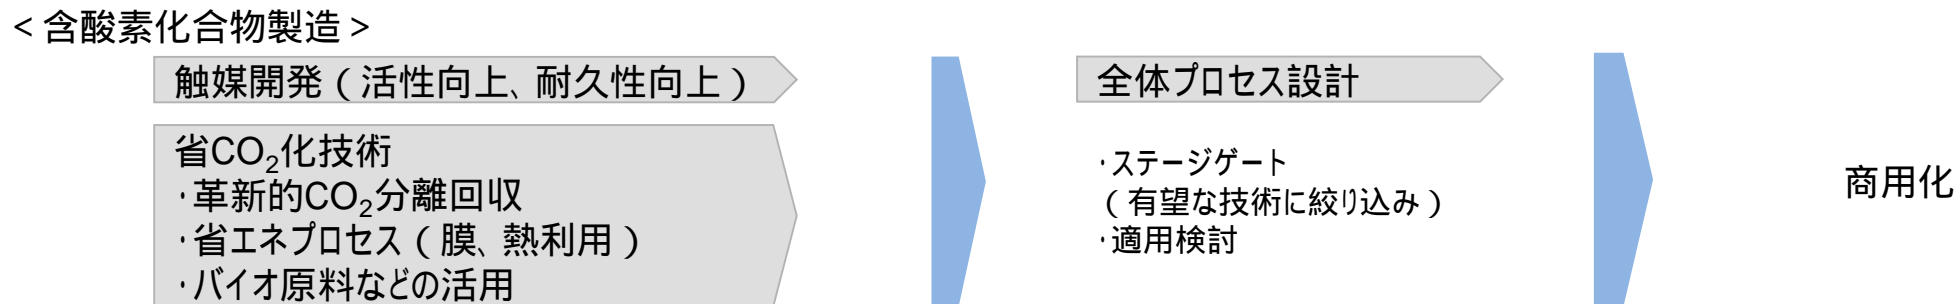 <含酸素化合物製造>
触媒開発(活性向上、耐久性向上)
省CO₂化技術
・革新的CO₂分離回収
・省エネプロセス(膜、熱利用)
・バイオ原料などの活用
全体プロセス設計
・ステージゲート
(有望な技術に絞り込み)
・適用検討
商用化